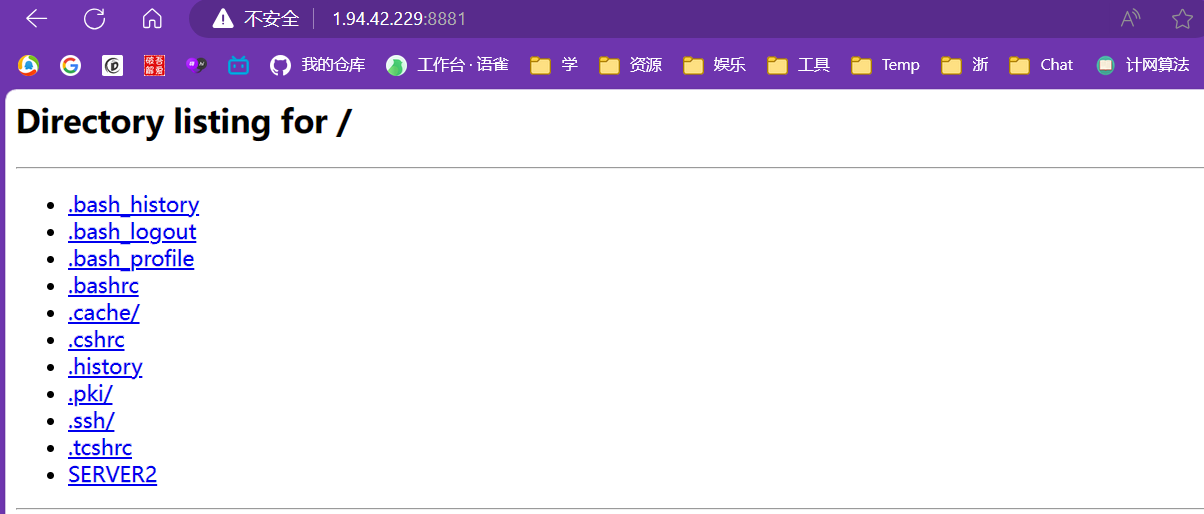 不安全 1.94.42.229:8881
我的仓库 工作台 · 语雀 学 资源 娱乐 工具 Temp 浙 Chat 计网算法
Directory listing for /
.bash_history
.bash_logout
.bash_profile
.bashrc
.cache/
.cshrc
.history
.pki/
.ssh/
.tcshrc
SERVER2